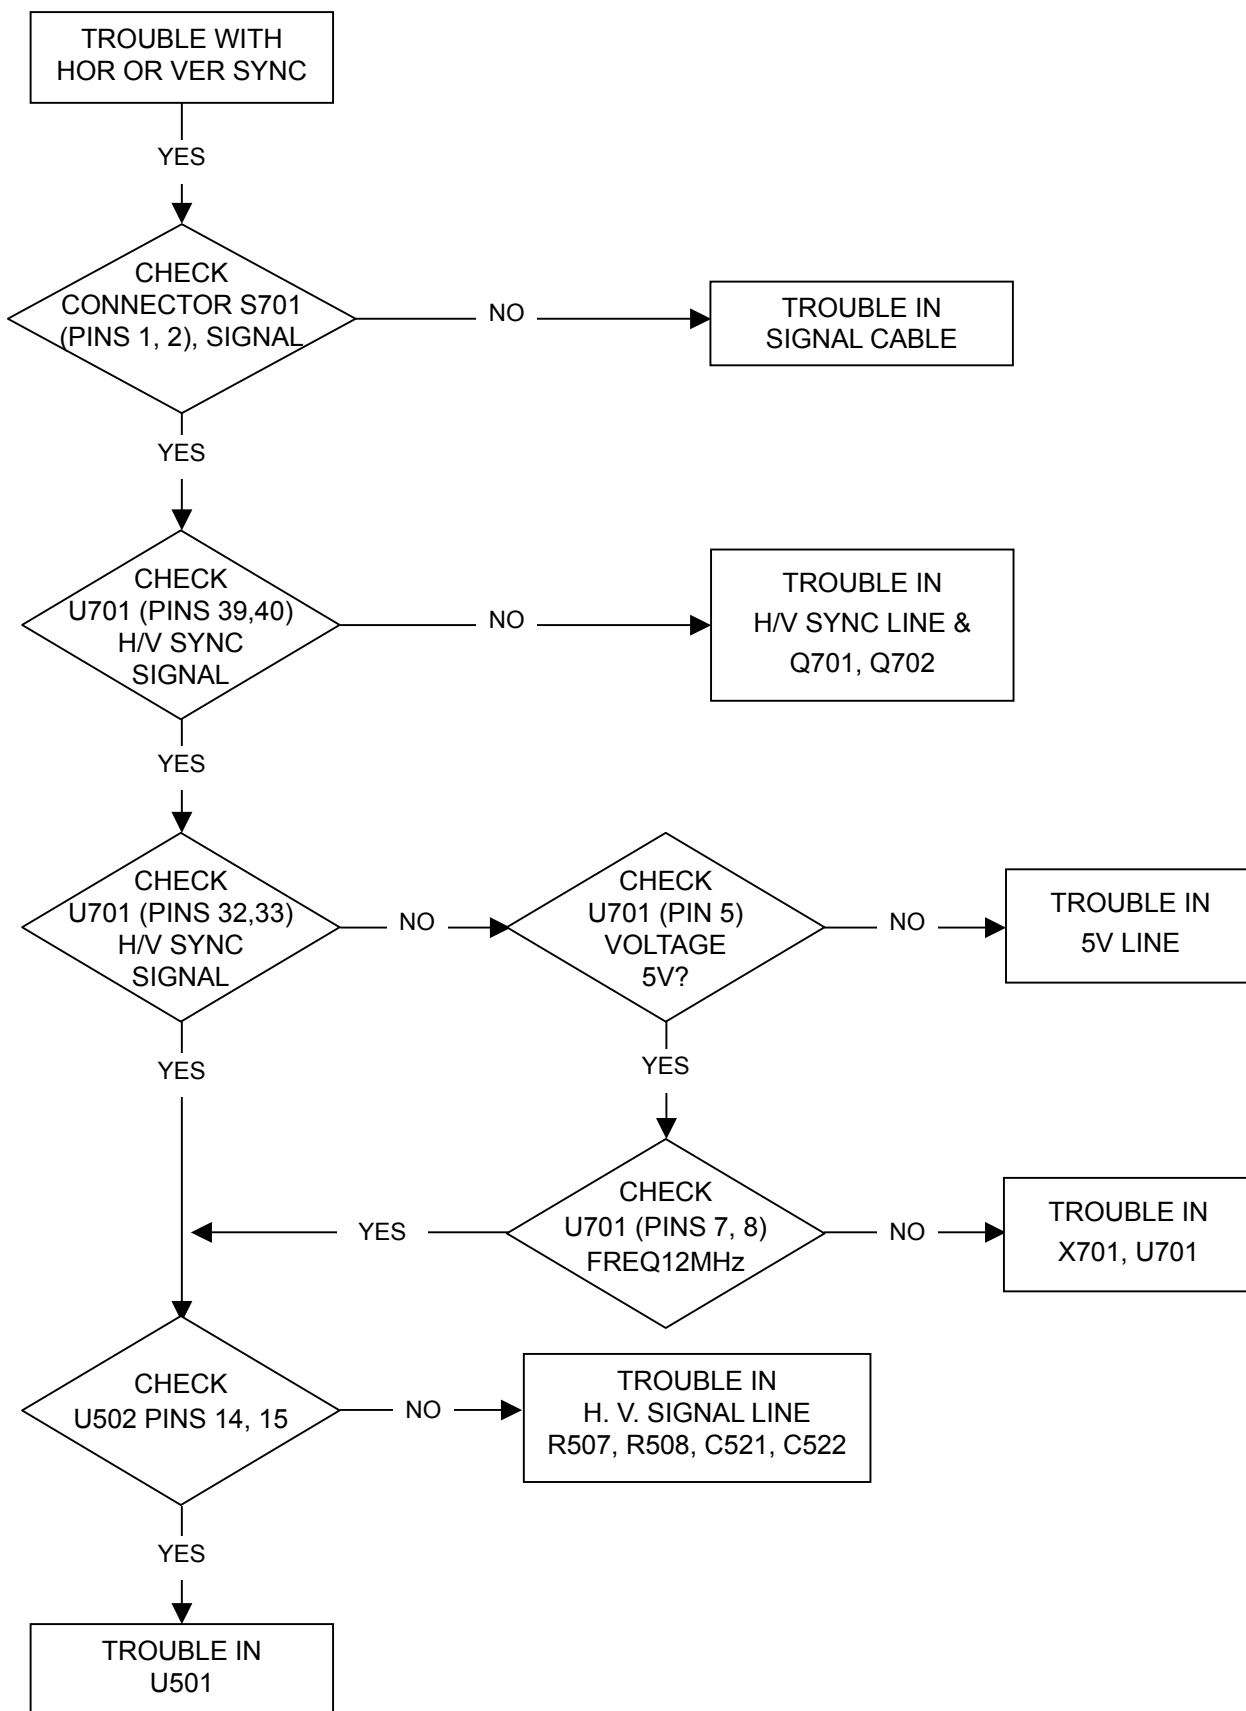 TROUBLE WITH
HOR OR VER SYNC
YES
CHECK
CONNECTOR S701
(PINS 1, 2), SIGNAL
NO
TROUBLE IN
SIGNAL CABLE
YES
CHECK
U701 (PINS 39,40)
H/V SYNC
SIGNAL
NO
TROUBLE IN
H/V SYNC LINE &
Q701, Q702
YES
CHECK
U701 (PINS 32,33)
H/V SYNC
SIGNAL
NO
CHECK
U701 (PIN 5)
VOLTAGE
5V?
NO
TROUBLE IN
5V LINE
YES
YES
CHECK
U701 (PINS 7, 8)
FREQ12MHz
YES
NO
TROUBLE IN
X701, U701
CHECK
U502 PINS 14, 15
NO
TROUBLE IN
H. V. SIGNAL LINE
R507, R508, C521, C522
YES
TROUBLE IN
U501